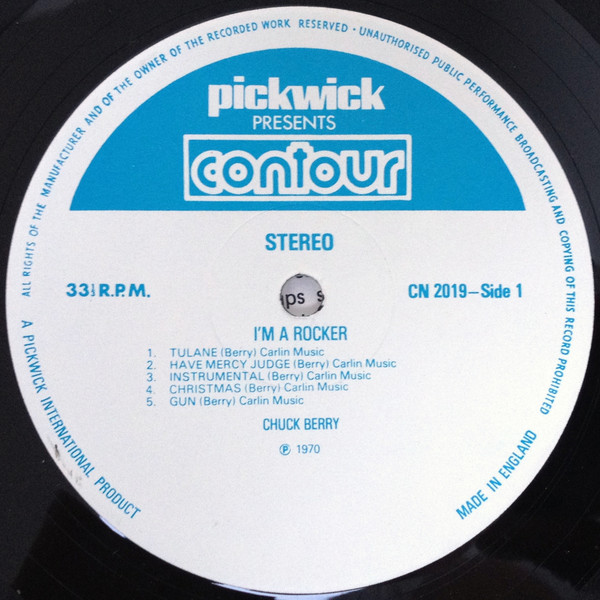 ALL RIGHTS OF THE MANUFACTURER AND OF THE OWNER OF THE RECORDED WORK RESERVED - UNAUTHORISED PUBLIC PERFORMANCE BROADCASTING AND COPYING OF THIS RECORD PROHIBITED
pickwick
PRESENTS
contour
STEREO
33⅓ R.P.M.
CN 2019–Side 1
ps
I'M A ROCKER
1. TULANE (Berry) Carlin Music
2. HAVE MERCY JUDGE (Berry) Carlin Music
3. INSTRUMENTAL (Berry) Carlin Music
4. CHRISTMAS (Berry) Carlin Music
5. GUN (Berry) Carlin Music
CHUCK BERRY
℗ 1970
A PICKWICK INTERNATIONAL PRODUCT
MADE IN ENGLAND